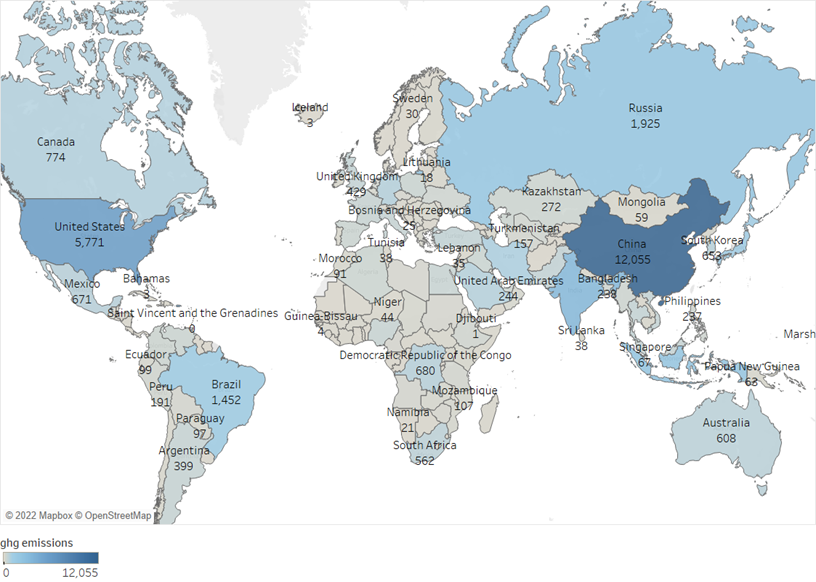 Iceland
3
Sweden
30
Russia
1,925
Canada
774
Lithuania
18
United Kingdom
429
Kazakhstan
272
Mongolia
59
Bosnia and Herzegovina
25
United States
5,771
Turkmenistan
157
China
12,055
South Korea
653
Tunisia
38
Lebanon
35
Morocco
91
Mexico
671
Bahamas
3
United Arab Emirates
244
Bangladesh
238
Saint Vincent and the Grenadines
0
Guinea-Bissau
4
Niger
44
Djibouti
1
Philippines
237
Sri Lanka
38
Marsh
Ecuador
99
Democratic Republic of the Congo
680
Singapore
67
Papua New Guinea
63
Peru
191
Brazil
1,452
Mozambique
107
Paraguay
97
Namibia
21
Australia
608
Argentina
399
South Africa
562
© 2022 Mapbox © OpenStreetMap
ghg emissions
0 12,055